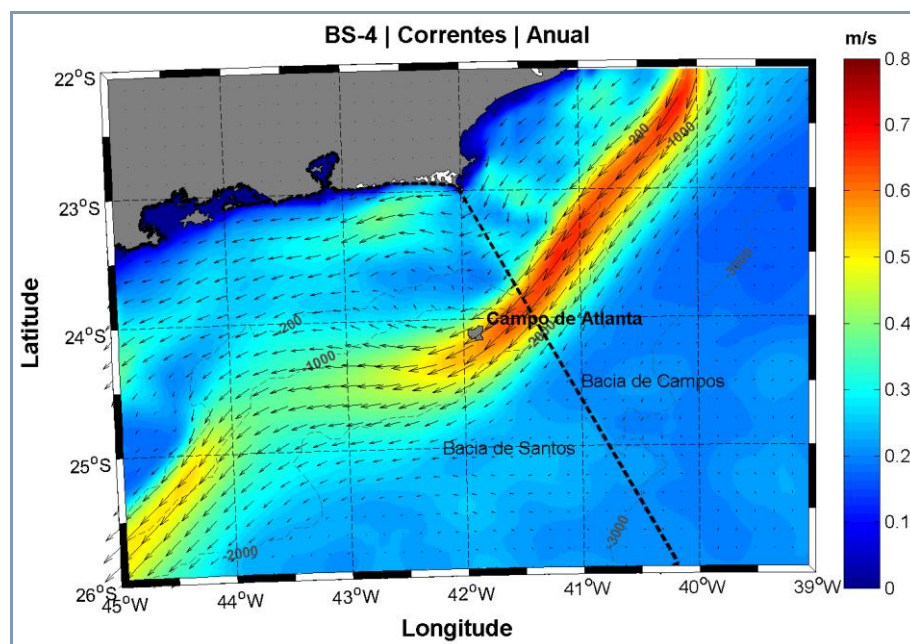 BS-4 | Correntes | Anual
m/s
22°S
23°S
24°S
25°S
26°S
Latitude
-200
-1000
-3000
Campo de Atlanta
-2000
-200
-1000
Bacia de Campos
Bacia de Santos
-2000
-3000
45°W
44°W
43°W
42°W
41°W
40°W
39°W
Longitude
0.8
0.7
0.6
0.5
0.4
0.3
0.2
0.1
0